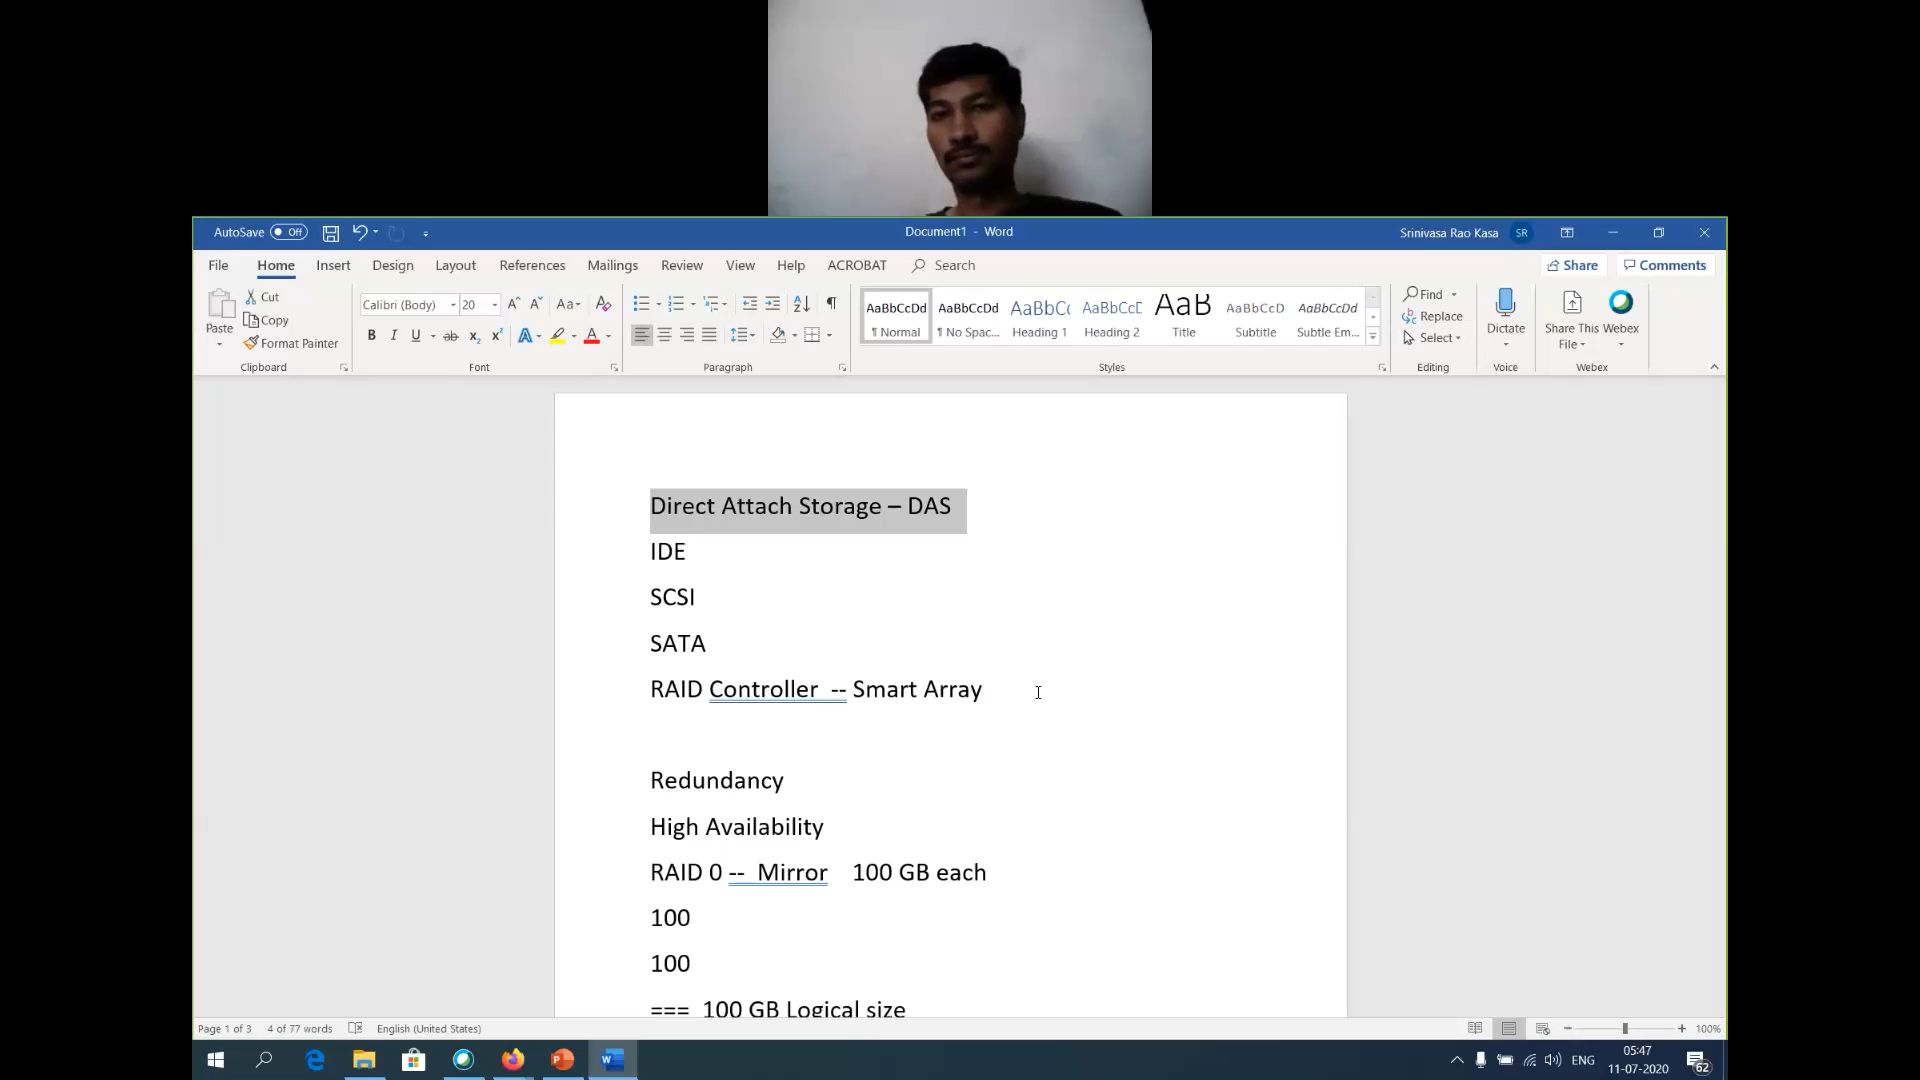 AutoSave Off
Document1 - Word
Srinivasa Rao Kasa SR
File Home Insert Design Layout References Mailings Review View Help ACROBAT Search
Share Comments
Paste
Cut
Copy
Format Painter
Clipboard
Calibri (Body) 20
Font
Paragraph
AaBbCcDd AaBbCcDd AaBbC( AaBbCcE AaB AaBbCcD AaBbCcDd
¶ Normal ¶ No Spac... Heading 1 Heading 2 Title Subtitle Subtle Em...
Styles
Find
Replace
Select
Editing
Dictate
Voice
Share This File
Webex
Webex
Direct Attach Storage – DAS
IDE
SCSI
SATA
RAID Controller -- Smart Array
Redundancy
High Availability
RAID 0 -- Mirror 100 GB each
100
100
=== 100 GB Logical size
Page 1 of 3 4 of 77 words English (United States) 100%
ENG
05:47
11-07-2020
62